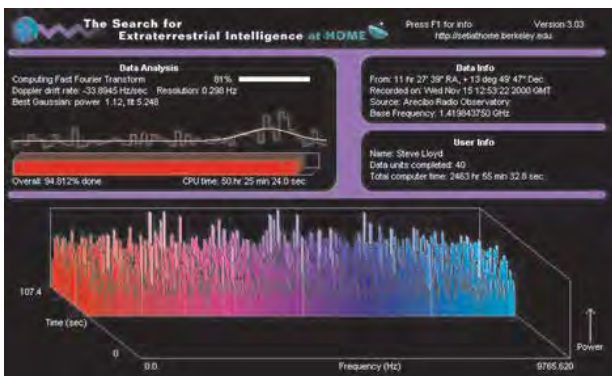 The Search for
Extraterrestrial Intelligence at HOME
Press F1 for info Version 3.03
http://setiathome.berkeley.edu
Data Analysis
Computing Fast Fourier Transform 81%
Doppler drift rate: -33.8945 Hz/sec Resolution: 0.298 Hz
Best Gaussian: power 1.12, fit 5.248
Overall: 94.812% done CPU time: 50 hr 25 min 24.0 sec
Data Info
From: 11 hr 27' 39" RA, + 13 deg 49' 47" Dec
Recorded on: Wed Nov 15 12:53:22 2000 GMT
Source: Arecibo Radio Observatory
Base Frequency: 1.419843750 GHz
User Info
Name: Steve Lloyd
Data units completed: 40
Total computer time: 2463 hr 55 min 32.8 sec
107.4
Time (sec)
0
0.0 Frequency (Hz) 9765.620
Power